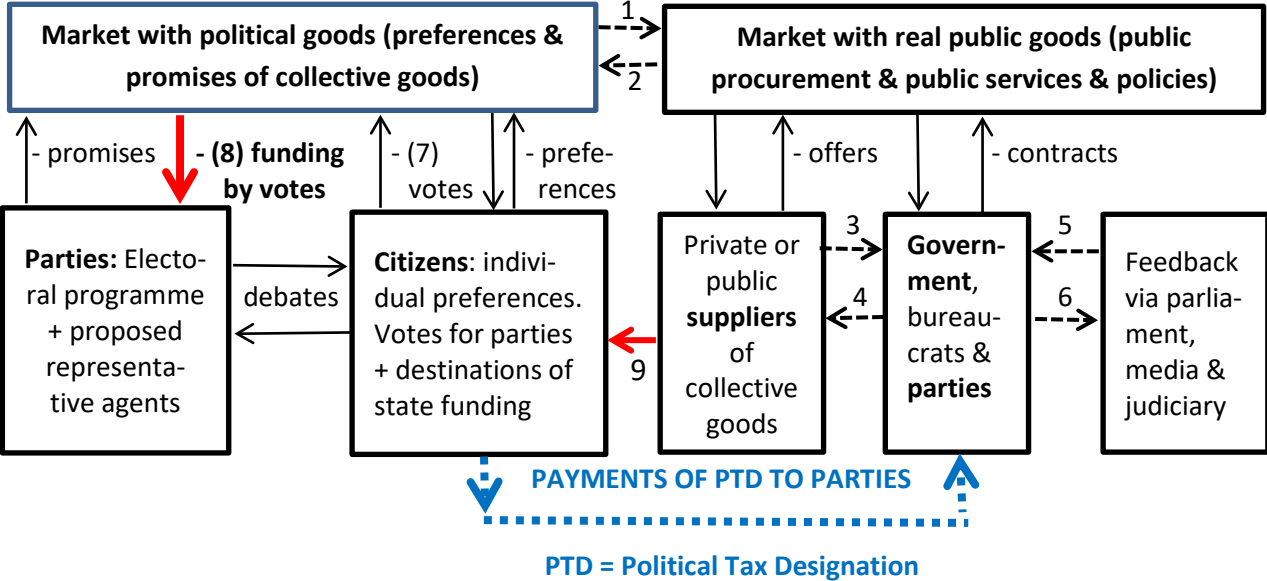 Market with political goods (preferences &
promises of collective goods)
1
2
Market with real public goods (public
procurement & public services & policies)
- promises
- (8) funding
by votes
- (7)
votes
- prefe-
rences
- offers
- contracts
Parties: Electo-
ral programme
+ proposed
representa-
tive agents
debates
Citizens: indivi-
dual preferences.
Votes for parties
+ destinations of
state funding
9
Private or
public
suppliers of
collective
goods
3
4
Govern-
ment,
bureau-
crats &
parties
5
6
Feedback
via parlia-
ment,
media &
judiciary
PAYMENTS OF PTD TO PARTIES
PTD = Political Tax Designation